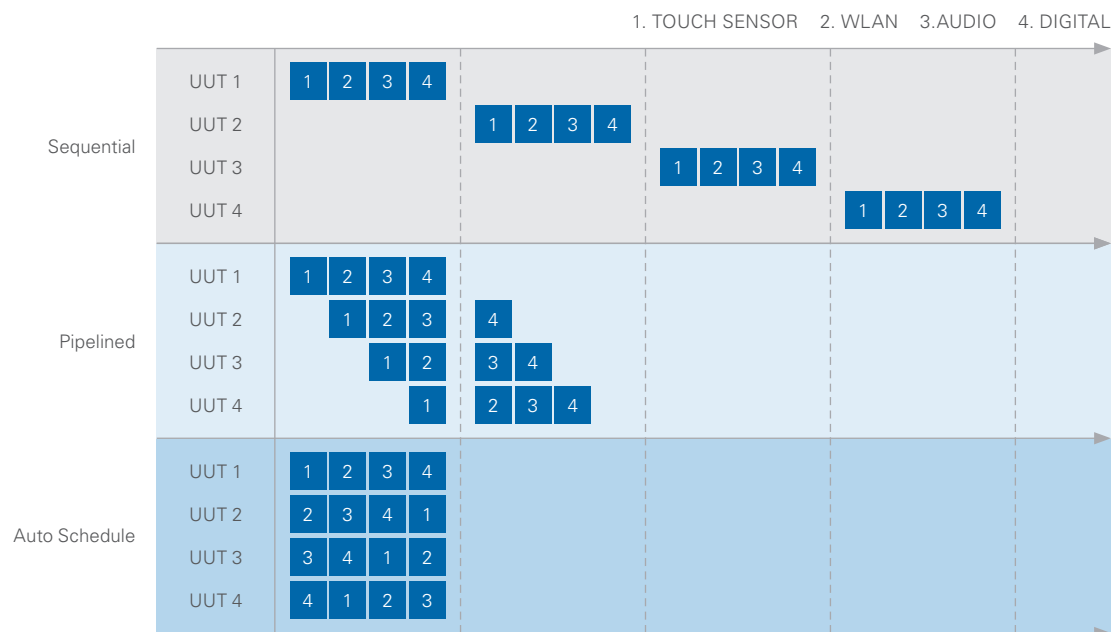 1. TOUCH SENSOR 2. WLAN 3.AUDIO 4. DIGITAL
Sequential
UUT 1 1 2 3 4
UUT 2 1 2 3 4
UUT 3 1 2 3 4
UUT 4 1 2 3 4
Pipelined
UUT 1 1 2 3 4
UUT 2 1 2 3 4
UUT 3 1 2 3 4
UUT 4 1 2 3 4
Auto Schedule
UUT 1 1 2 3 4
UUT 2 2 3 4 1
UUT 3 3 4 1 2
UUT 4 4 1 2 3